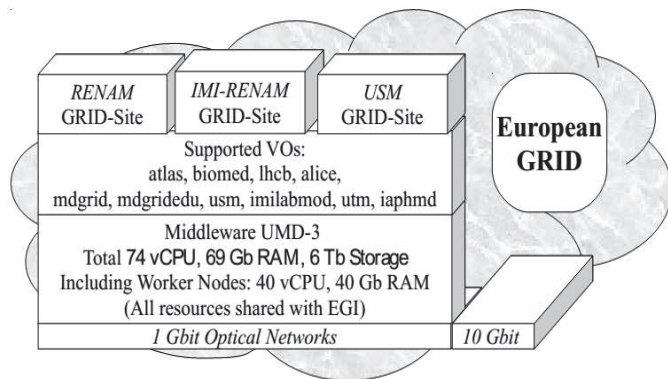 RENAM
GRID-Site
IMI-RENAM
GRID-Site
USM
GRID-Site
Supported VOs:
atlas, biomed, lhcb, alice,
mdgrid, mdgridedu, usm, imilabmod, utm, iaphmd
Middleware UMD-3
Total 74 vCPU, 69 Gb RAM, 6 Tb Storage
Including Worker Nodes: 40 vCPU, 40 Gb RAM
(All resources shared with EGI)
1 Gbit Optical Networks
10 Gbit
European
GRID